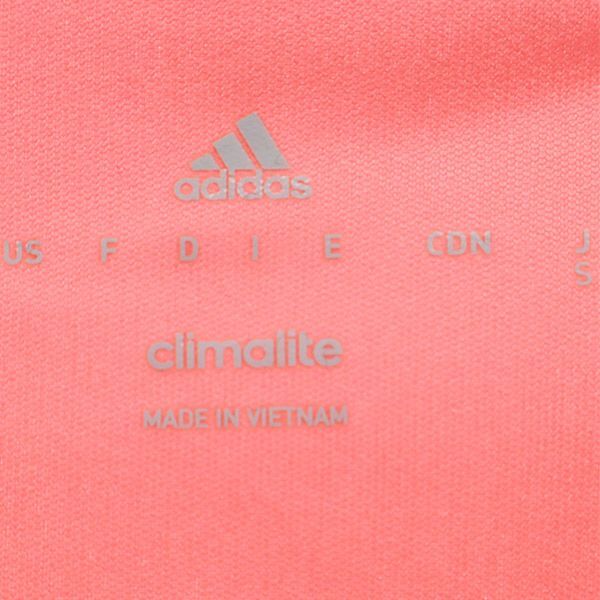 adidas
US F D I E CDN J
S
climalite
MADE IN VIETNAM